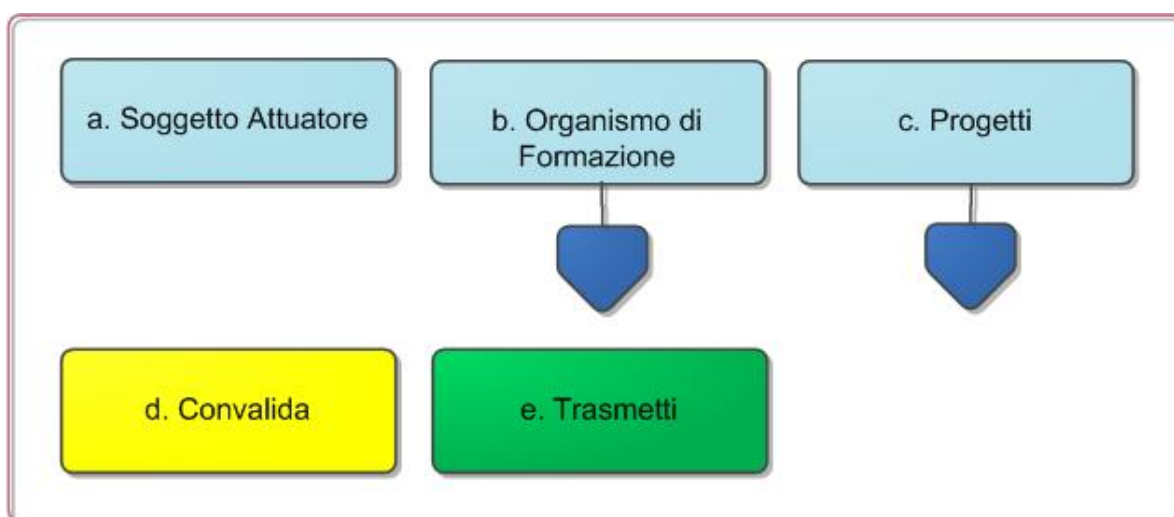 a. Soggetto Attuatore
b. Organismo di
Formazione
c. Progetti
d. Convalida
e. Trasmetti